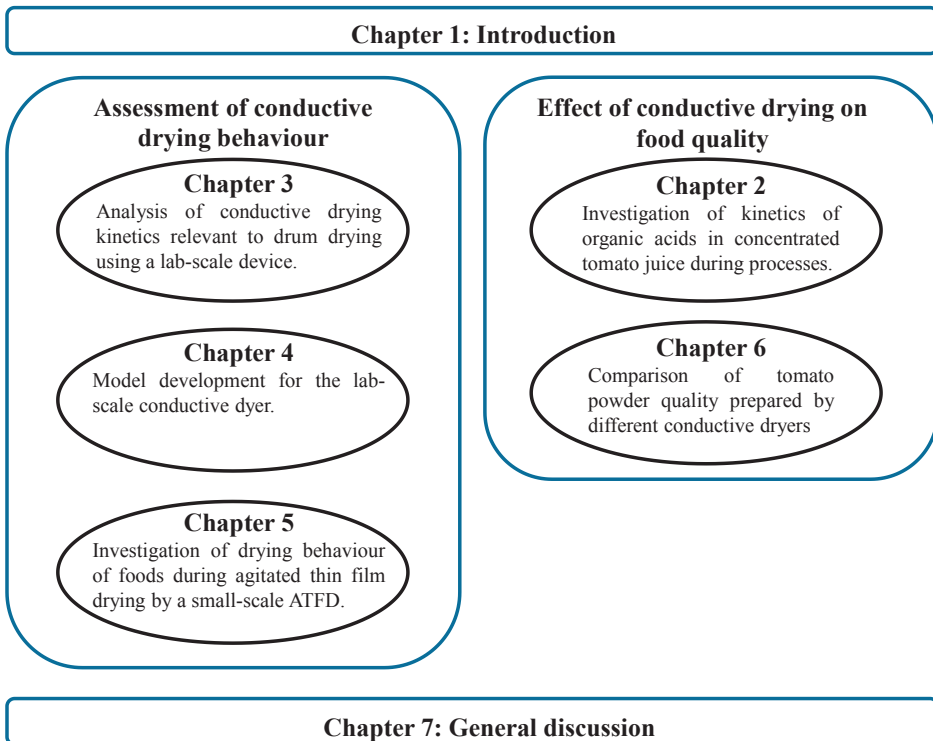 Chapter 1: Introduction
Assessment of conductive
drying behaviour
Chapter 3
Analysis of conductive drying
kinetics relevant to drum drying
using a lab-scale device.
Chapter 4
Model development for the lab-
scale conductive dyer.
Chapter 5
Investigation of drying behaviour
of foods during agitated thin film
drying by a small-scale ATFD.
Effect of conductive drying on
food quality
Chapter 2
Investigation of kinetics of
organic acids in concentrated
tomato juice during processes.
Chapter 6
Comparison of tomato
powder quality prepared by
different conductive dryers
Chapter 7: General discussion